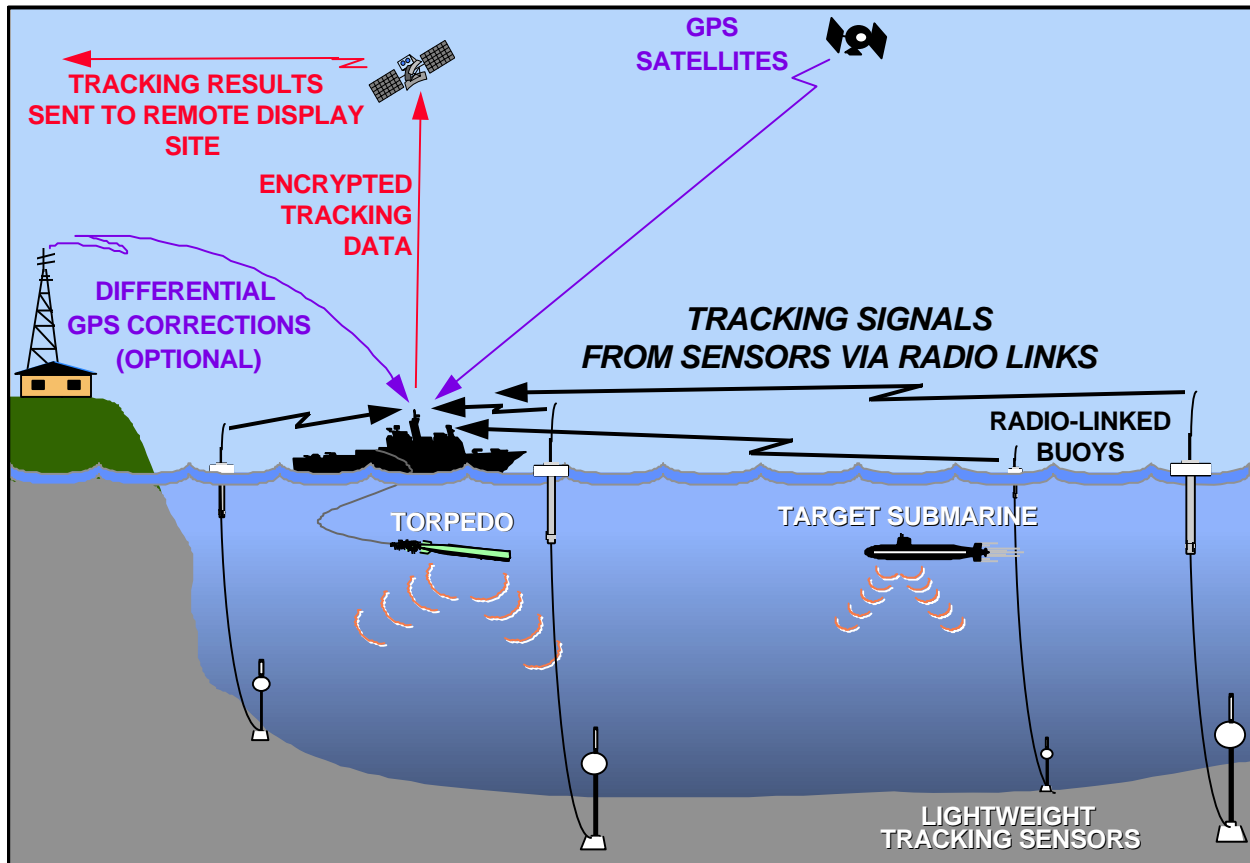 GPS
SATELLITES
TRACKING RESULTS
SENT TO REMOTE DISPLAY
SITE
ENCRYPTED
TRACKING
DATA
DIFFERENTIAL
GPS CORRECTIONS
(OPTIONAL)
TRACKING SIGNALS
FROM SENSORS VIA RADIO LINKS
RADIO-LINKED
BUOYS
TORPEDO
TARGET SUBMARINE
LIGHTWEIGHT
TRACKING SENSORS